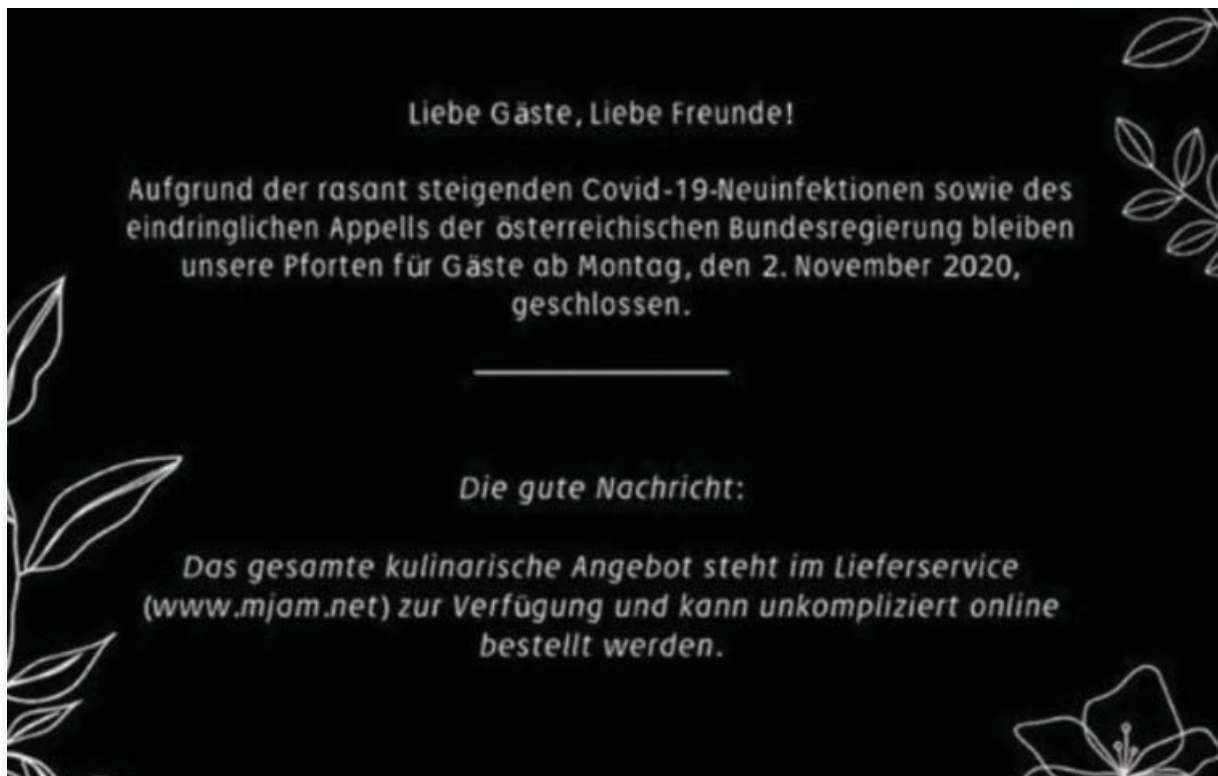 Liebe Gäste, Liebe Freunde!
Aufgrund der rasant steigenden Covid-19-Neuinfektionen sowie des
eindringlichen Appells der österreichischen Bundesregierung bleiben
unsere Pforten für Gäste ab Montag, den 2. November 2020,
geschlossen.
Die gute Nachricht:
Das gesamte kulinarische Angebot steht im Lieferservice
(www.mjam.net) zur Verfügung und kann unkompliziert online
bestellt werden.